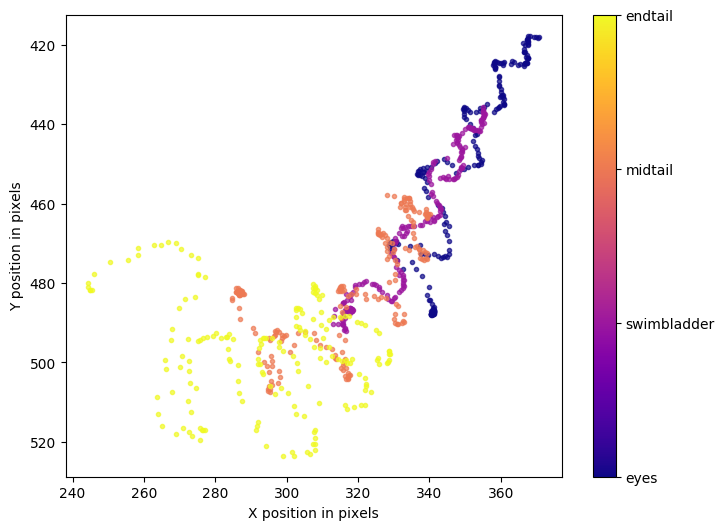 420
440
460
480
500
520
Y position in pixels
240
260
280
300
320
340
360
X position in pixels
endtail
midtail
swimbladder
eyes